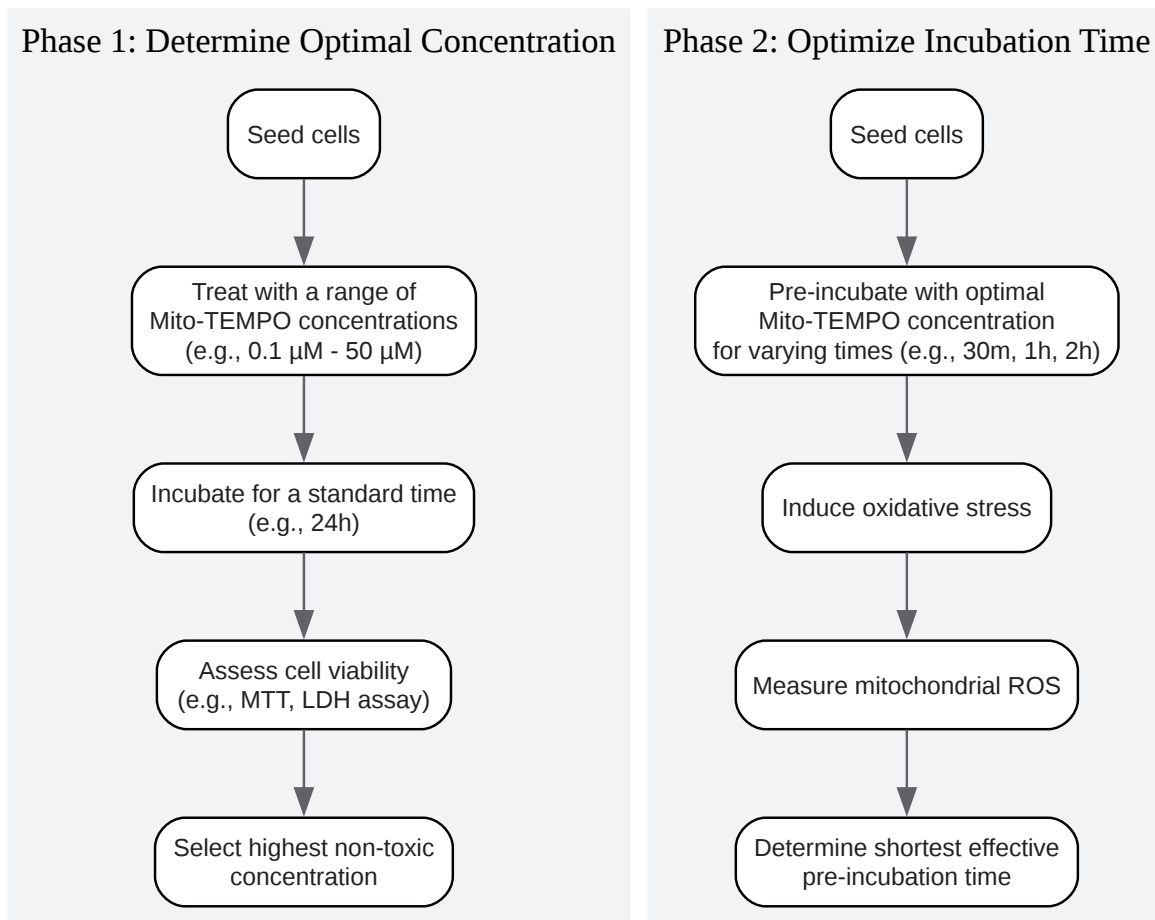 Phase 1: Determine Optimal Concentration
Seed cells
Treat with a range of
Mito-TEMPO concentrations
(e.g., 0.1 µM - 50 µM)
Incubate for a standard time
(e.g., 24h)
Assess cell viability
(e.g., MTT, LDH assay)
Select highest non-toxic
concentration
Phase 2: Optimize Incubation Time
Seed cells
Pre-incubate with optimal
Mito-TEMPO concentration
for varying times (e.g., 30m, 1h, 2h)
Induce oxidative stress
Measure mitochondrial ROS
Determine shortest effective
pre-incubation time